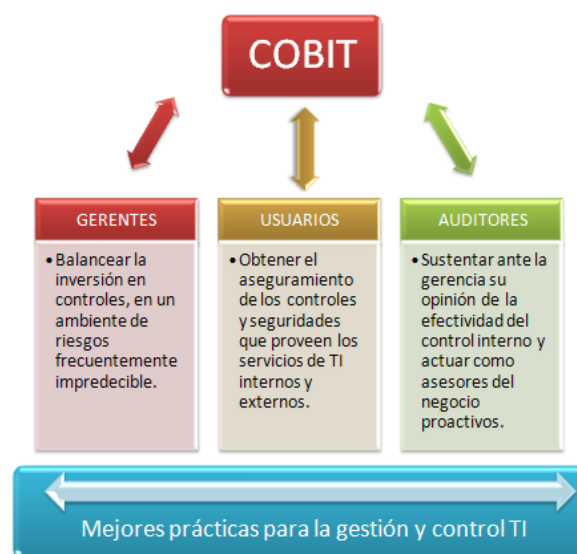 COBIT
GERENTES
• Balancear la
inversión en
controles, en un
ambiente de
riesgos
frecuentemente
impredecible.
USUARIOS
• Obtener el
aseguramiento
de los controles
y seguridades
que proveen los
servicios de TI
internos y
externos.
AUDITORES
• Sustentar ante la
gerencia su
opinión de la
efectividad del
control interno y
actuar como
asesores del
negocio
proactivos.
Mejores prácticas para la gestión y control TI